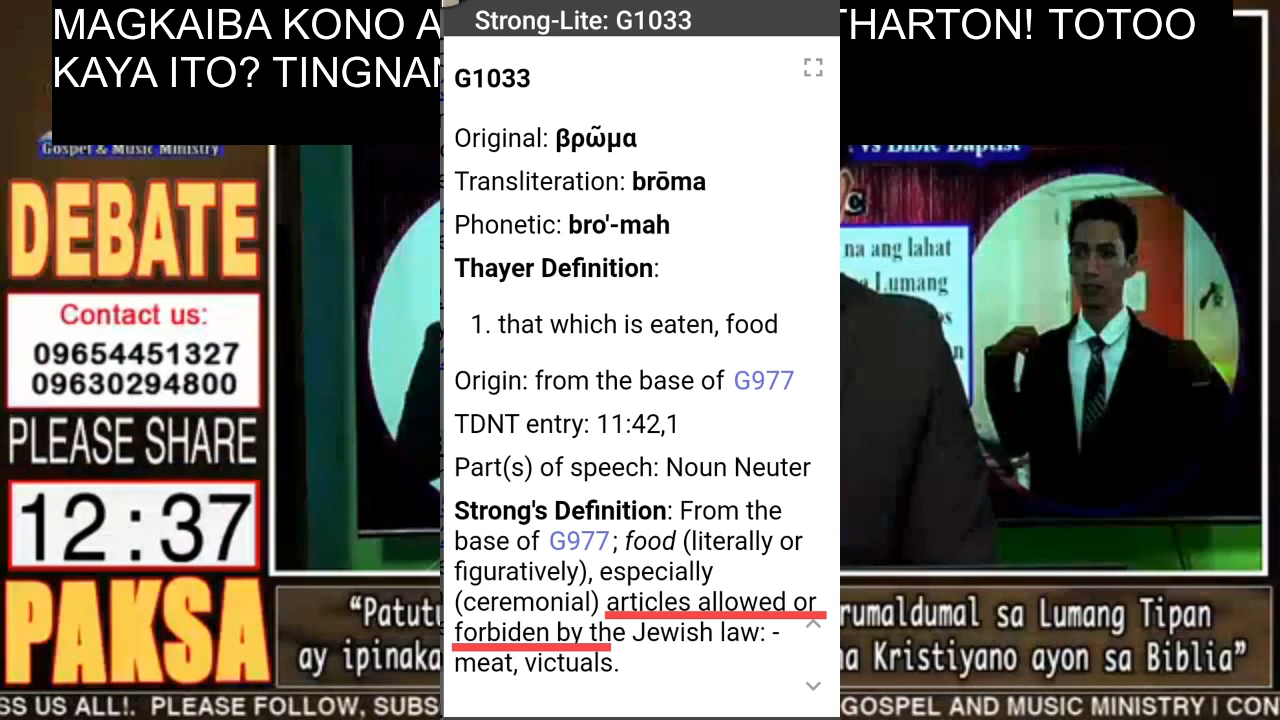 MAGKAIBA KONO A
THARTON! TOTOO
KAYA ITO? TINGNAN
Gospel & Music Ministry
DEBATE
Contact us:
09654451327
09630294800
PLEASE SHARE
12:37
PAKSA
Strong-Lite: G1033
G1033
Original: βρῶμα
Transliteration: brōma
Phonetic: bro'-mah
Thayer Definition:
1. that which is eaten, food
Origin: from the base of G977
TDNT entry: 11:42,1
Part(s) of speech: Noun Neuter
Strong's Definition: From the
base of G977; food (literally or
figuratively), especially
(ceremonial) articles allowed or
forbiden by the Jewish law: -
meat, victuals.
vs Bible Baptist
na ang lahat
Lumang
"Patutu
rumaldumal sa Lumang Tipan
ay ipinaka
na Kristiyano ayon sa Biblia"
SS US ALL!. PLEASE FOLLOW, SUBS
GOSPEL AND MUSIC MINISTRY I CON